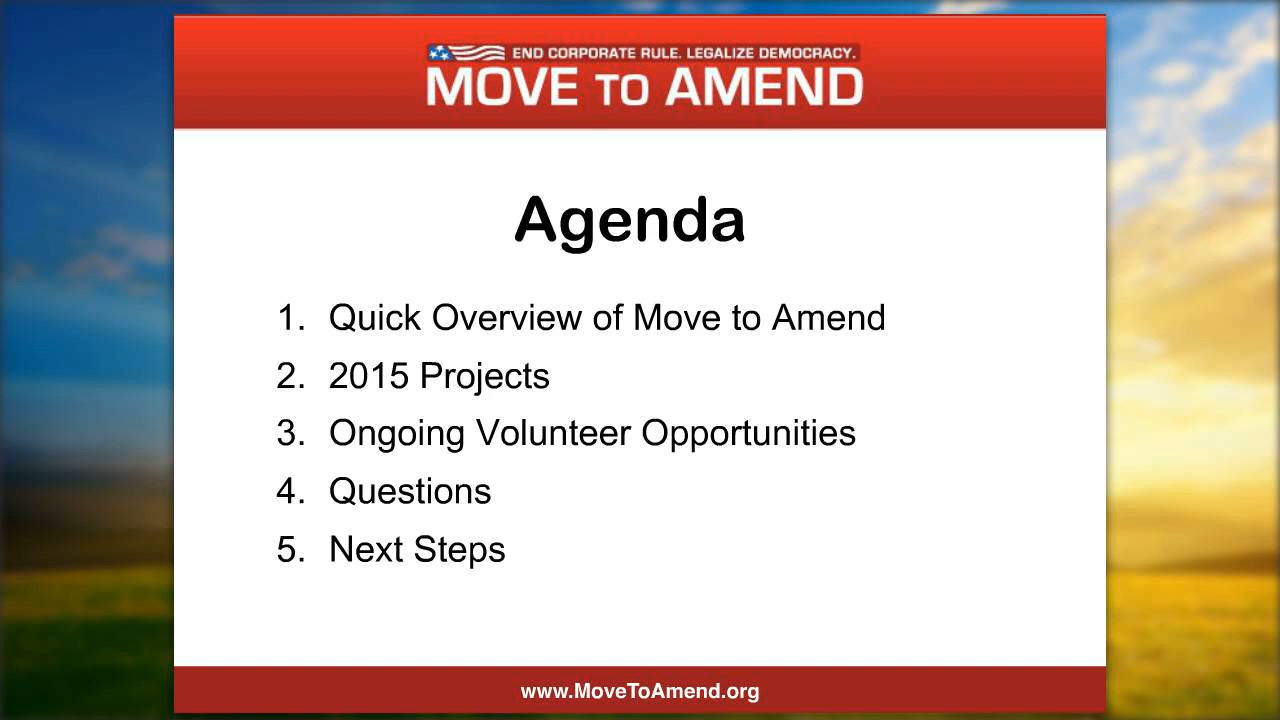 END CORPORATE RULE. LEGALIZE DEMOCRACY.
MOVE TO AMEND
Agenda
1. Quick Overview of Move to Amend
2. 2015 Projects
3. Ongoing Volunteer Opportunities
4. Questions
5. Next Steps
www.MoveToAmend.org